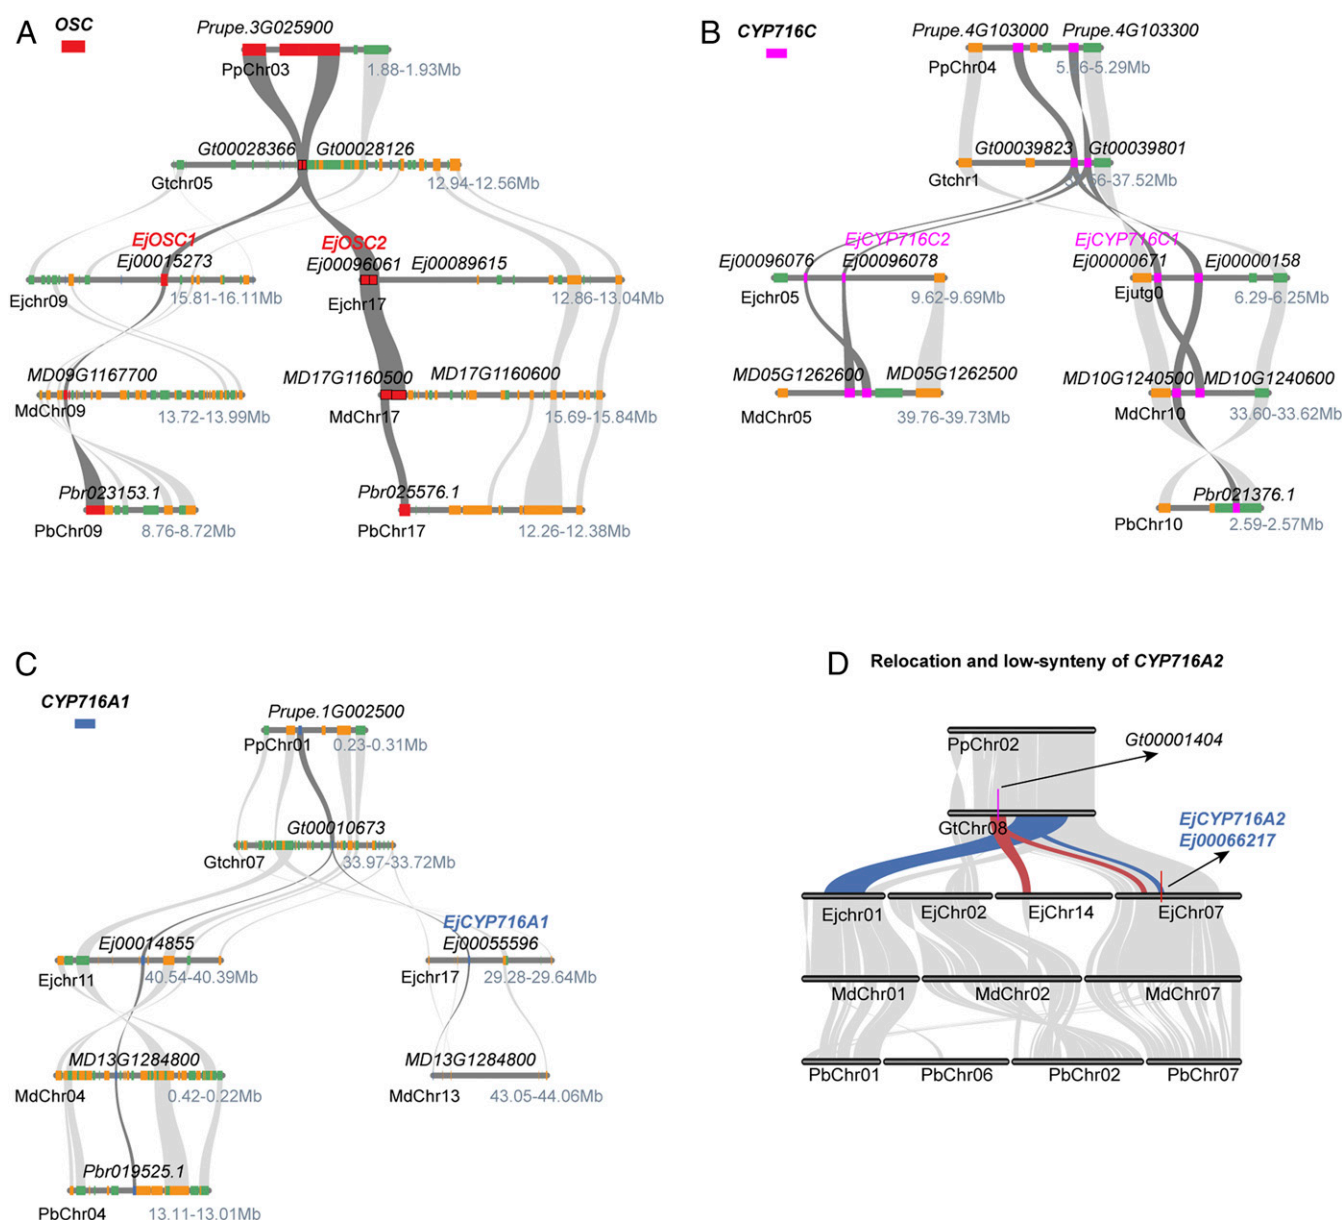 A
OSC
Prupe.3G025900
PpChr03
1.88-1.93Mb
Gt00028366
Gt00028126
Gtchr05
12.94-12.56Mb
EjOSC1
EjOSC2
Ej00015273
Ej00096061
Ej00089615
Ejchr09
15.81-16.11Mb
Ejchr17
12.86-13.04Mb
MD09G1167700
MD17G1160500
MD17G1160600
MdChr09
13.72-13.99Mb
MdChr17
15.69-15.84Mb
Pbr023153.1
Pbr025576.1
PbChr09
8.76-8.72Mb
PbChr17
12.26-12.38Mb
B
CYP716C
Prupe.4G103000
Prupe.4G103300
PpChr04
Gt00039823
Gt00039801
Gtchr1
EjCYP716C2
EjCYP716C1
Ej00096076
Ej00096078
Ej00000671
Ej00000158
Ejchr05
9.62-9.69Mb
Ejutg0
6.29-6.25Mb
MD05G1262600
MD05G1262500
MD10G1240500
MD10G1240600
MdChr05
39.76-39.73Mb
MdChr10
33.60-33.62Mb
Pbr021376.1
PbChr10
2.59-2.57Mb
C
CYP716A1
Prupe.1G002500
PpChr01
0.23-0.31Mb
Gt00010673
Gtchr07
33.97-33.72Mb
EjCYP716A1
Ej00014855
Ej00055596
Ejchr11
40.54-40.39Mb
Ejchr17
29.28-29.64Mb
MD13G1284800
MD13G1284800
MdChr04
0.42-0.22Mb
MdChr13
43.05-44.06Mb
Pbr019525.1
PbChr04
13.11-13.01Mb
D
Relocation and low-synteny of CYP716A2
PpChr02
Gt00001404
GtChr08
EjCYP716A2
Ej00066217
Ejchr01
EjChr02
EjChr14
EjChr07
MdChr01
MdChr02
MdChr07
PbChr01
PbChr06
PbChr02
PbChr07